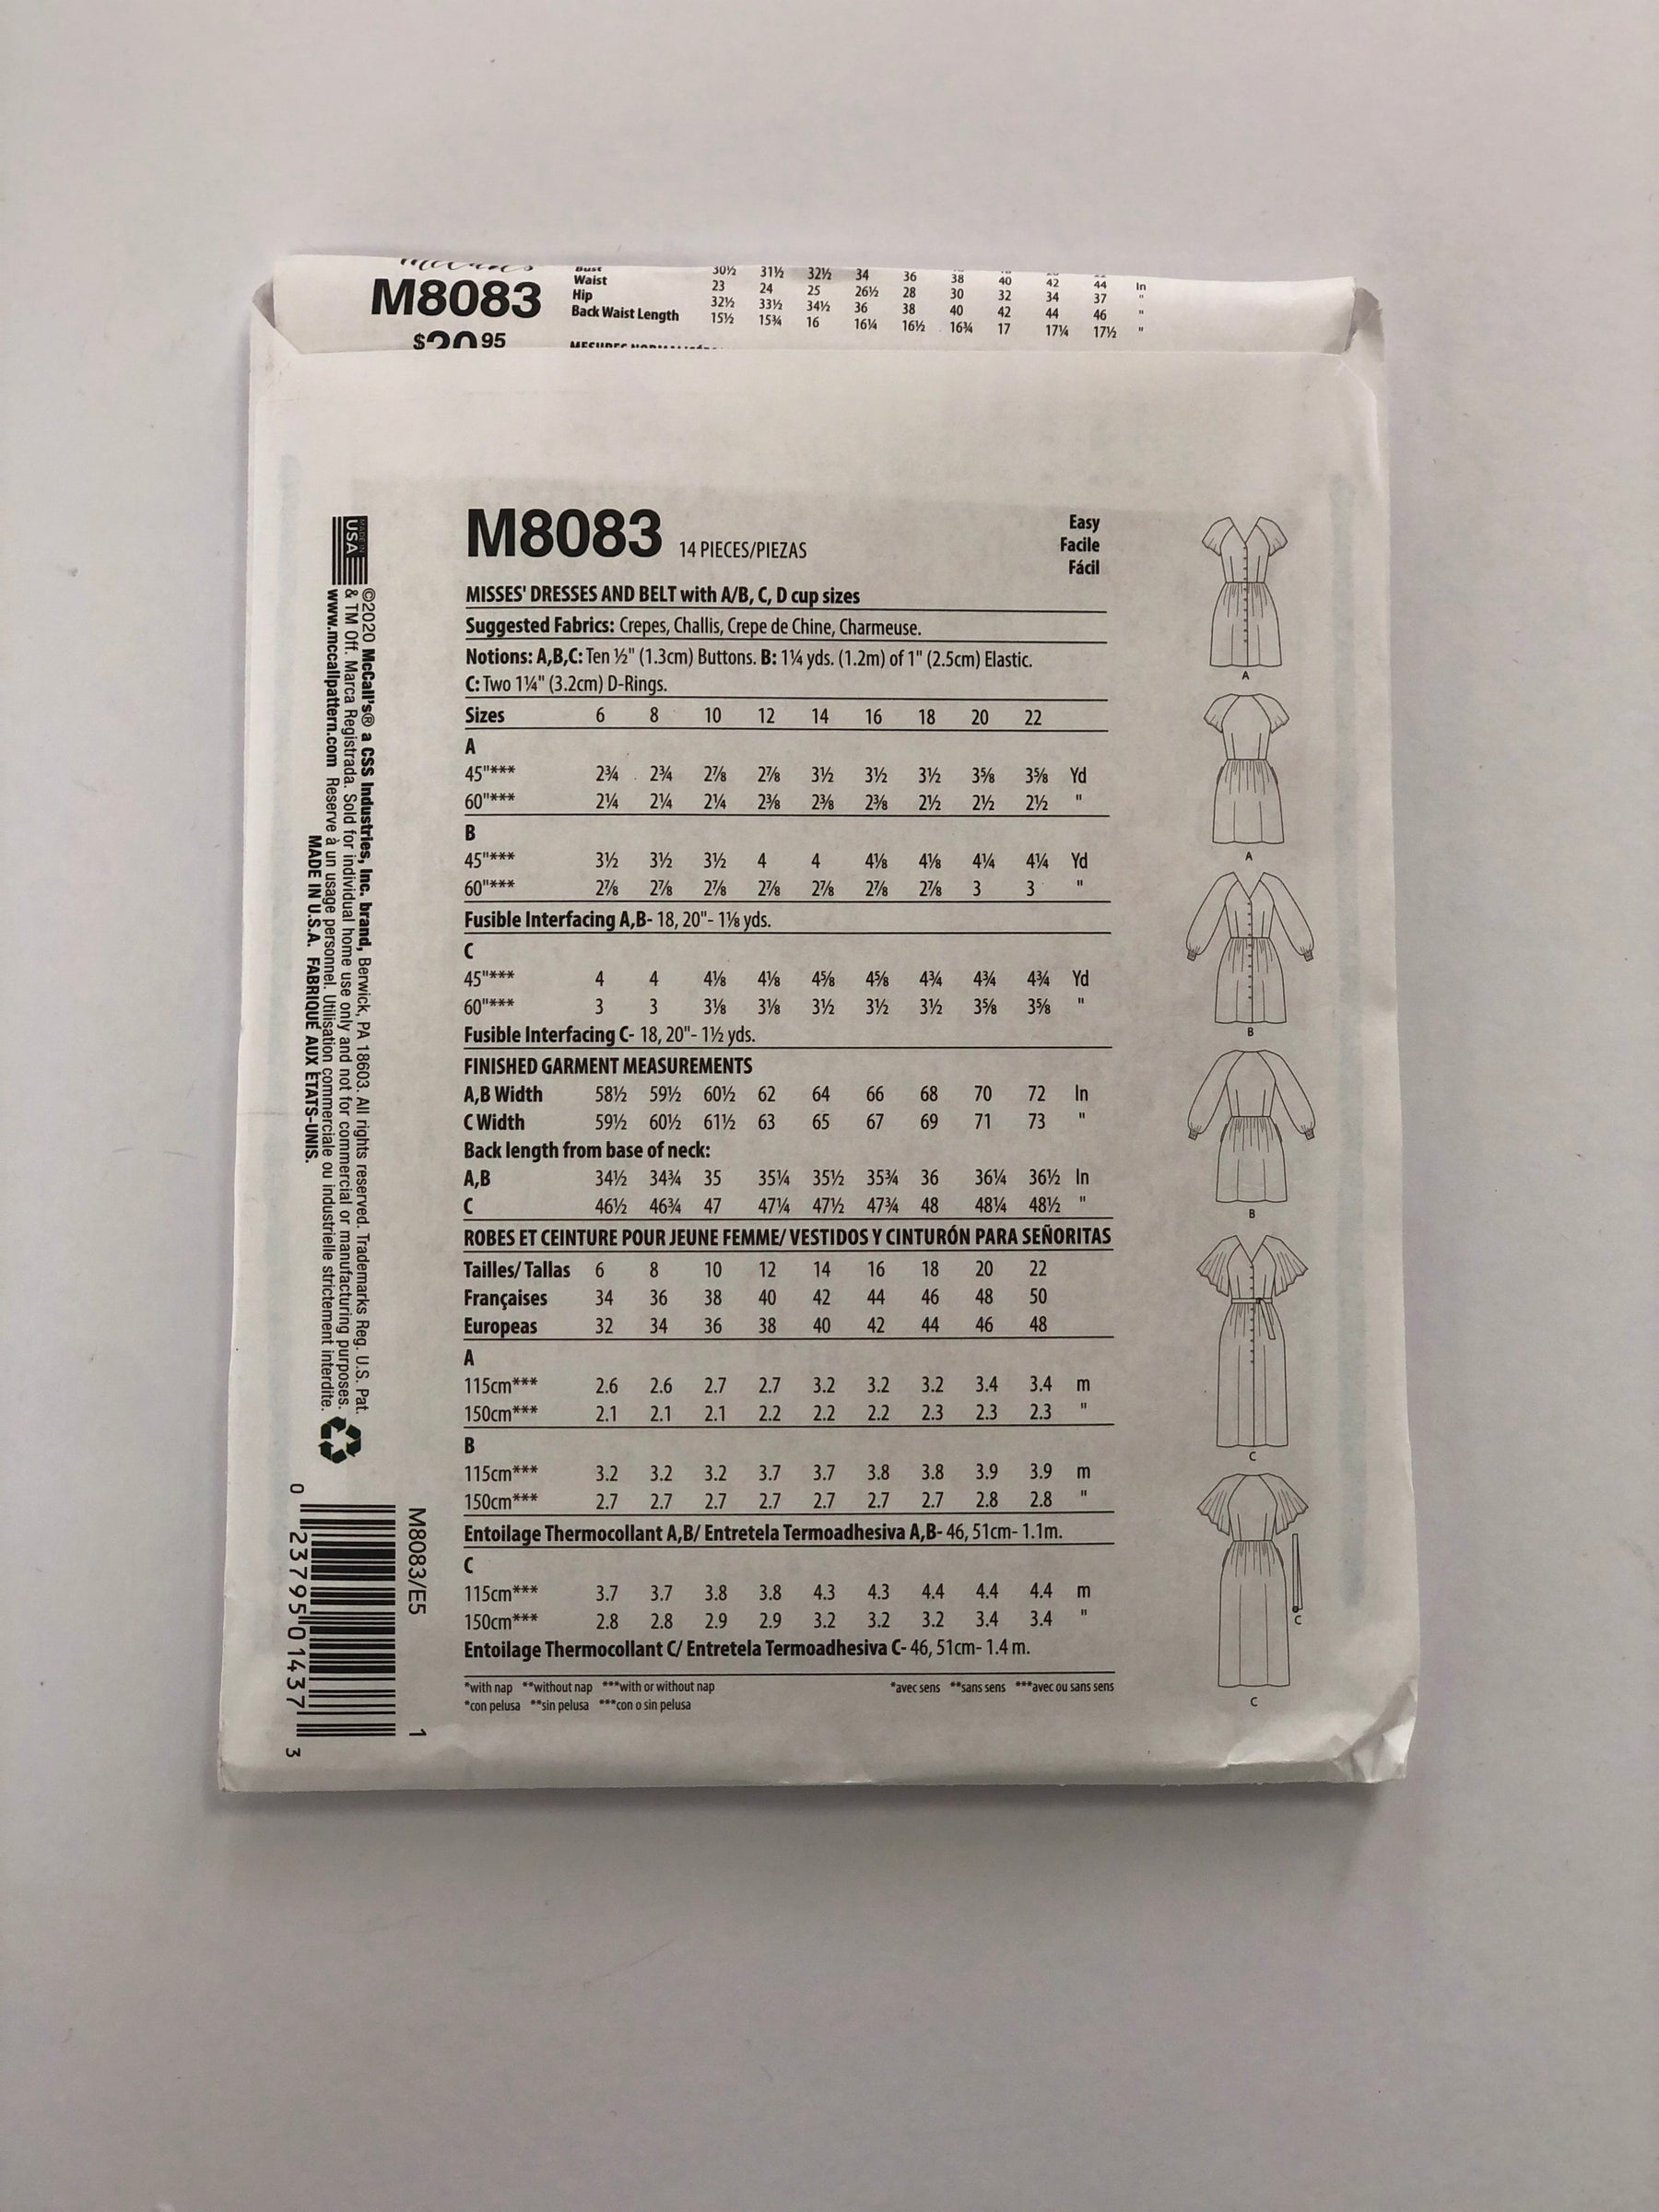 M8083
$20.95
30½ 31½ 32½ 34 36 38 40 42 44 In
Waist 23 24 25 26½ 28 30 32 34 37 "
Hip 32½ 33½ 34½ 36 38 40 42 44 46 "
Back Waist Length 15½ 15¾ 16 16¼ 16½ 16¾ 17 17¼ 17½ "
M8083 14 PIECES/PIEZAS
Easy
Facile
Fácil
MISSES' DRESSES AND BELT with A/B, C, D cup sizes
Suggested Fabrics: Crepes, Challis, Crepe de Chine, Charmeuse.
Notions: A,B,C: Ten ½" (1.3cm) Buttons. B: 1¼ yds. (1.2m) of 1" (2.5cm) Elastic.
C: Two 1¼" (3.2cm) D-Rings.
Sizes 6 8 10 12 14 16 18 20 22
A
45"*** 2¾ 2¾ 2⅞ 2⅞ 3½ 3½ 3½ 3⅝ 3⅝ Yd
60"*** 2¼ 2¼ 2¼ 2⅜ 2⅜ 2⅜ 2½ 2½ 2½ "
B
45"*** 3½ 3½ 3½ 4 4 4⅛ 4⅛ 4¼ 4¼ Yd
60"*** 2⅞ 2⅞ 2⅞ 2⅞ 2⅞ 2⅞ 2⅞ 3 3 "
Fusible Interfacing A,B- 18, 20"- 1⅛ yds.
C
45"*** 4 4 4⅛ 4⅛ 4⅝ 4⅝ 4¾ 4¾ 4¾ Yd
60"*** 3 3 3⅛ 3⅛ 3½ 3½ 3½ 3⅝ 3⅝ "
Fusible Interfacing C- 18, 20"- 1½ yds.
FINISHED GARMENT MEASUREMENTS
A,B Width 58½ 59½ 60½ 62 64 66 68 70 72 In
C Width 59½ 60½ 61½ 63 65 67 69 71 73 "
Back length from base of neck:
A,B 34½ 34¾ 35 35¼ 35½ 35¾ 36 36¼ 36½ In
C 46½ 46¾ 47 47¼ 47½ 47¾ 48 48¼ 48½ "
ROBES ET CEINTURE POUR JEUNE FEMME/ VESTIDOS Y CINTURÓN PARA SEÑORITAS
Tailles/ Tallas 6 8 10 12 14 16 18 20 22
Françaises 34 36 38 40 42 44 46 48 50
Europeas 32 34 36 38 40 42 44 46 48
A
115cm*** 2.6 2.6 2.7 2.7 3.2 3.2 3.2 3.4 3.4 m
150cm*** 2.1 2.1 2.1 2.2 2.2 2.2 2.3 2.3 2.3 "
B
115cm*** 3.2 3.2 3.2 3.7 3.7 3.8 3.8 3.9 3.9 m
150cm*** 2.7 2.7 2.7 2.7 2.7 2.7 2.7 2.8 2.8 "
Entoilage Thermocollant A,B/ Entretela Termoadhesiva A,B- 46, 51cm- 1.1m.
C
115cm*** 3.7 3.7 3.8 3.8 4.3 4.3 4.4 4.4 4.4 m
150cm*** 2.8 2.8 2.9 2.9 3.2 3.2 3.2 3.4 3.4 "
Entoilage Thermocollant C/ Entretela Termoadhesiva C- 46, 51cm- 1.4 m.
*with nap **without nap ***with or without nap *avec sens **sans sens ***avec ou sans sens
*con pelusa **sin pelusa ***con o sin pelusa
A
A
B
B
C
C
C
MADE IN
USA
©2020 McCall's® a CSS Industries, Inc. brand, Berwick, PA 18603. All rights reserved. Trademarks Reg. U.S. Pat.
& TM Off. Marca Registrada. Sold for individual home use only and not for commercial or manufacturing purposes.
www.mccallpattern.com Reserve à un usage personnel. Utilisation commerciale ou industrielle strictement interdite.
MADE IN U.S.A. FABRIQUÉ AUX ÉTATS-UNIS.
M8083/E5 1
0 23795 01437 3